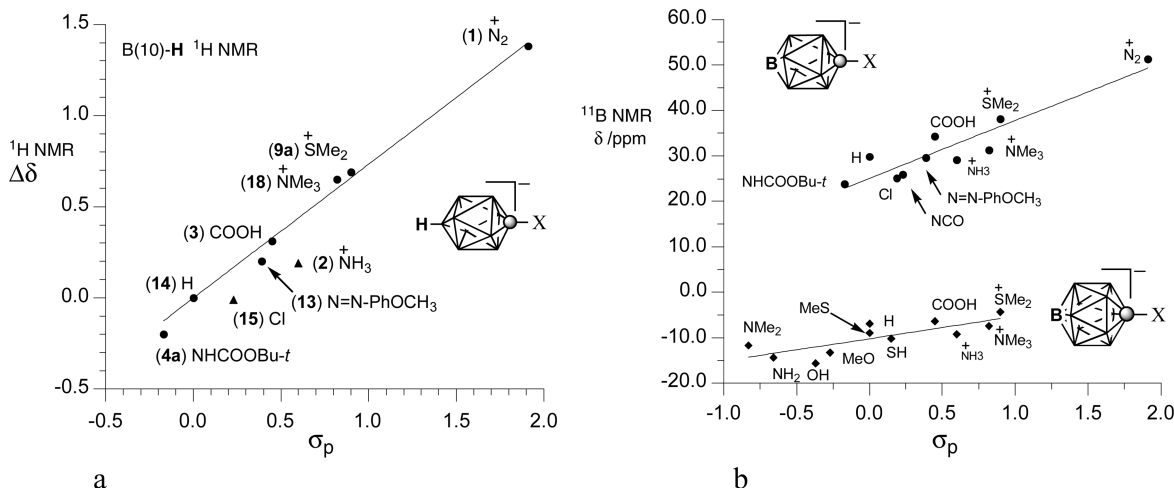 a
1.5
1.0
0.5
0.0
-0.5
¹H NMR
Δδ
B(10)-H ¹H NMR
(1) N₂ +
(9a) SMe₂ +
(18) NMe₃ +
(3) COOH
(2) NH₃ +
(14) H
(13) N=N-PhOCH₃
(15) Cl
(4a) NHCOOBu-t
H
X
−
-0.5 0.0 0.5 1.0 1.5 2.0
σp
a
b
60.0
50.0
40.0
30.0
20.0
10.0
0.00
-10.0
-20.0
¹¹B NMR
δ /ppm
B
X
−
N₂ +
SMe₂ +
COOH
NMe₃ +
H
NH3 +
NHCOOBu-t
Cl
N=N-PhOCH₃
NCO
B
X
−
SMe₂ +
COOH
MeS
H
NMe₂
NMe₃ +
NH3 +
SH
MeO
NH₂
OH
-1.0 -0.5 0.0 0.5 1.0 1.5 2.0
σp
b